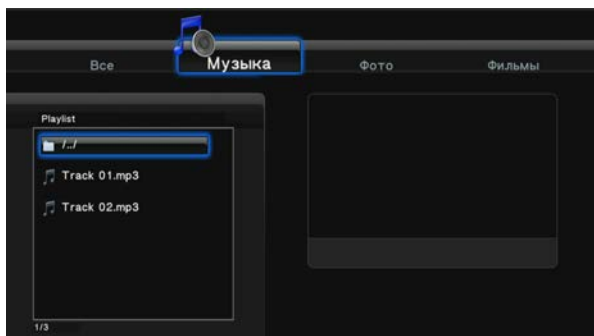 Все Музыка Фото Фильмы
Playlist
/../
Track 01.mp3
Track 02.mp3
1/3